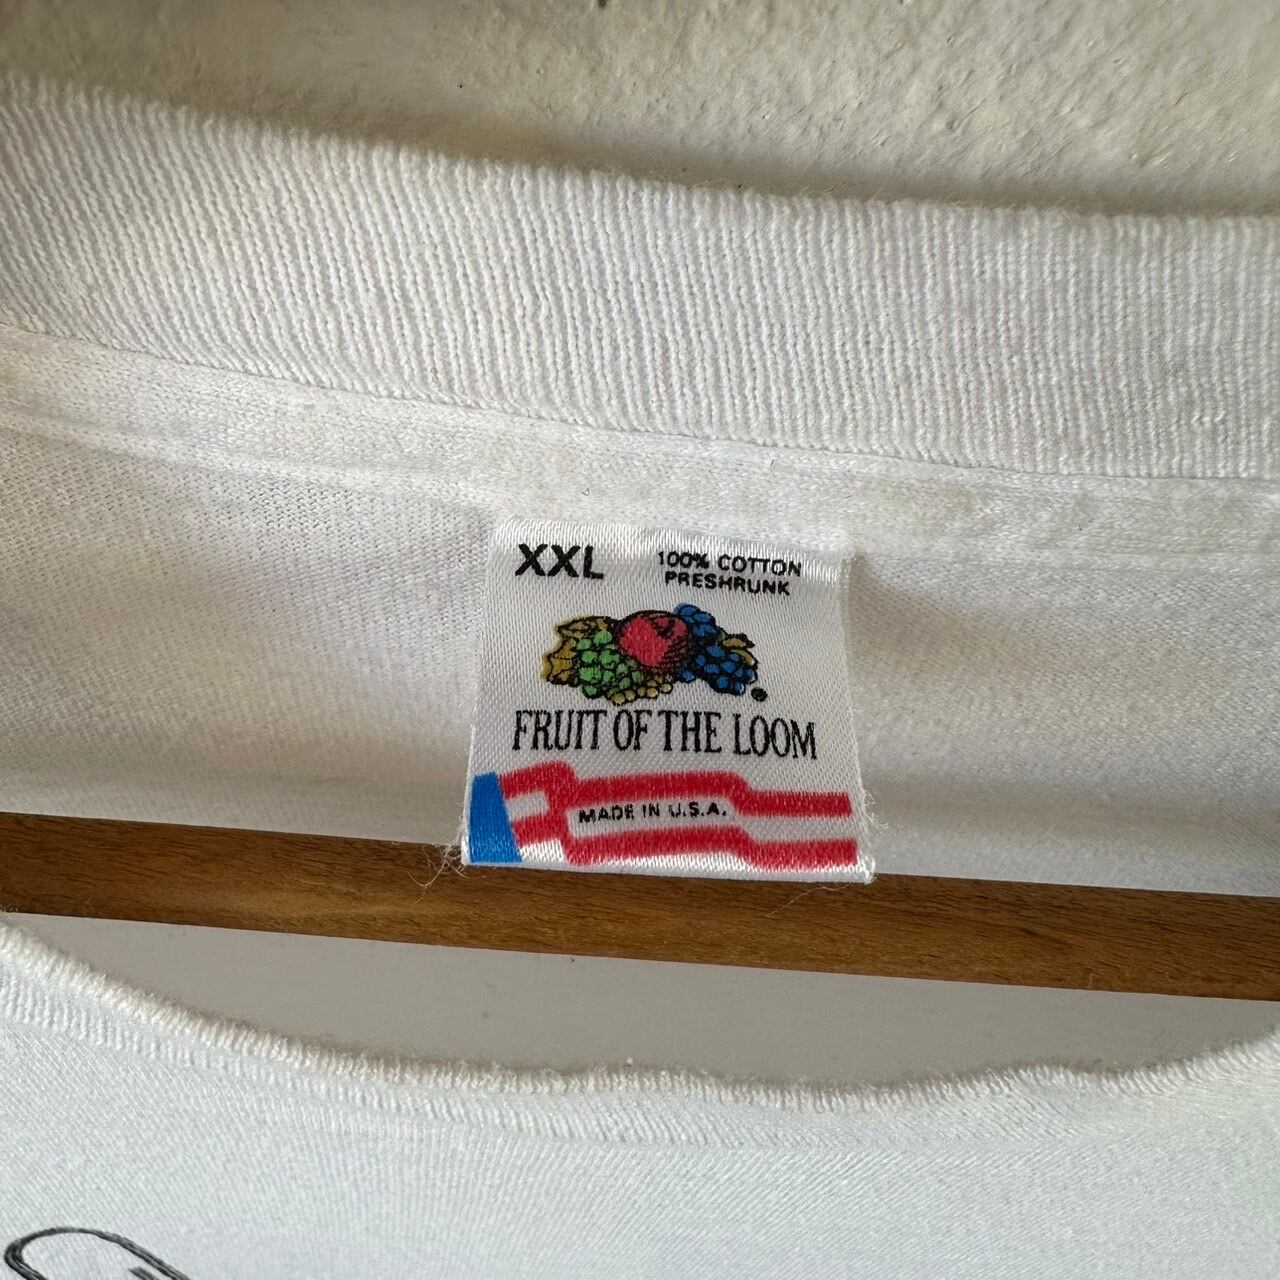 XXL
100% COTTON
PRESHRUNK
FRUIT OF THE LOOM
MADE IN U.S.A.